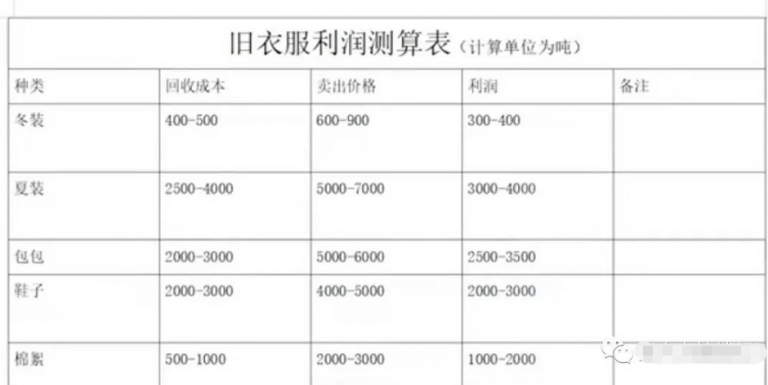 旧衣服利润测算表（计算单位为吨）
种类 回收成本 卖出价格 利润 备注
冬装 400-500 600-900 300-400
夏装 2500-4000 5000-7000 3000-4000
包包 2000-3000 5000-6000 2500-3500
鞋子 2000-3000 4000-5000 2000-3000
棉絮 500-1000 2000-3000 1000-2000